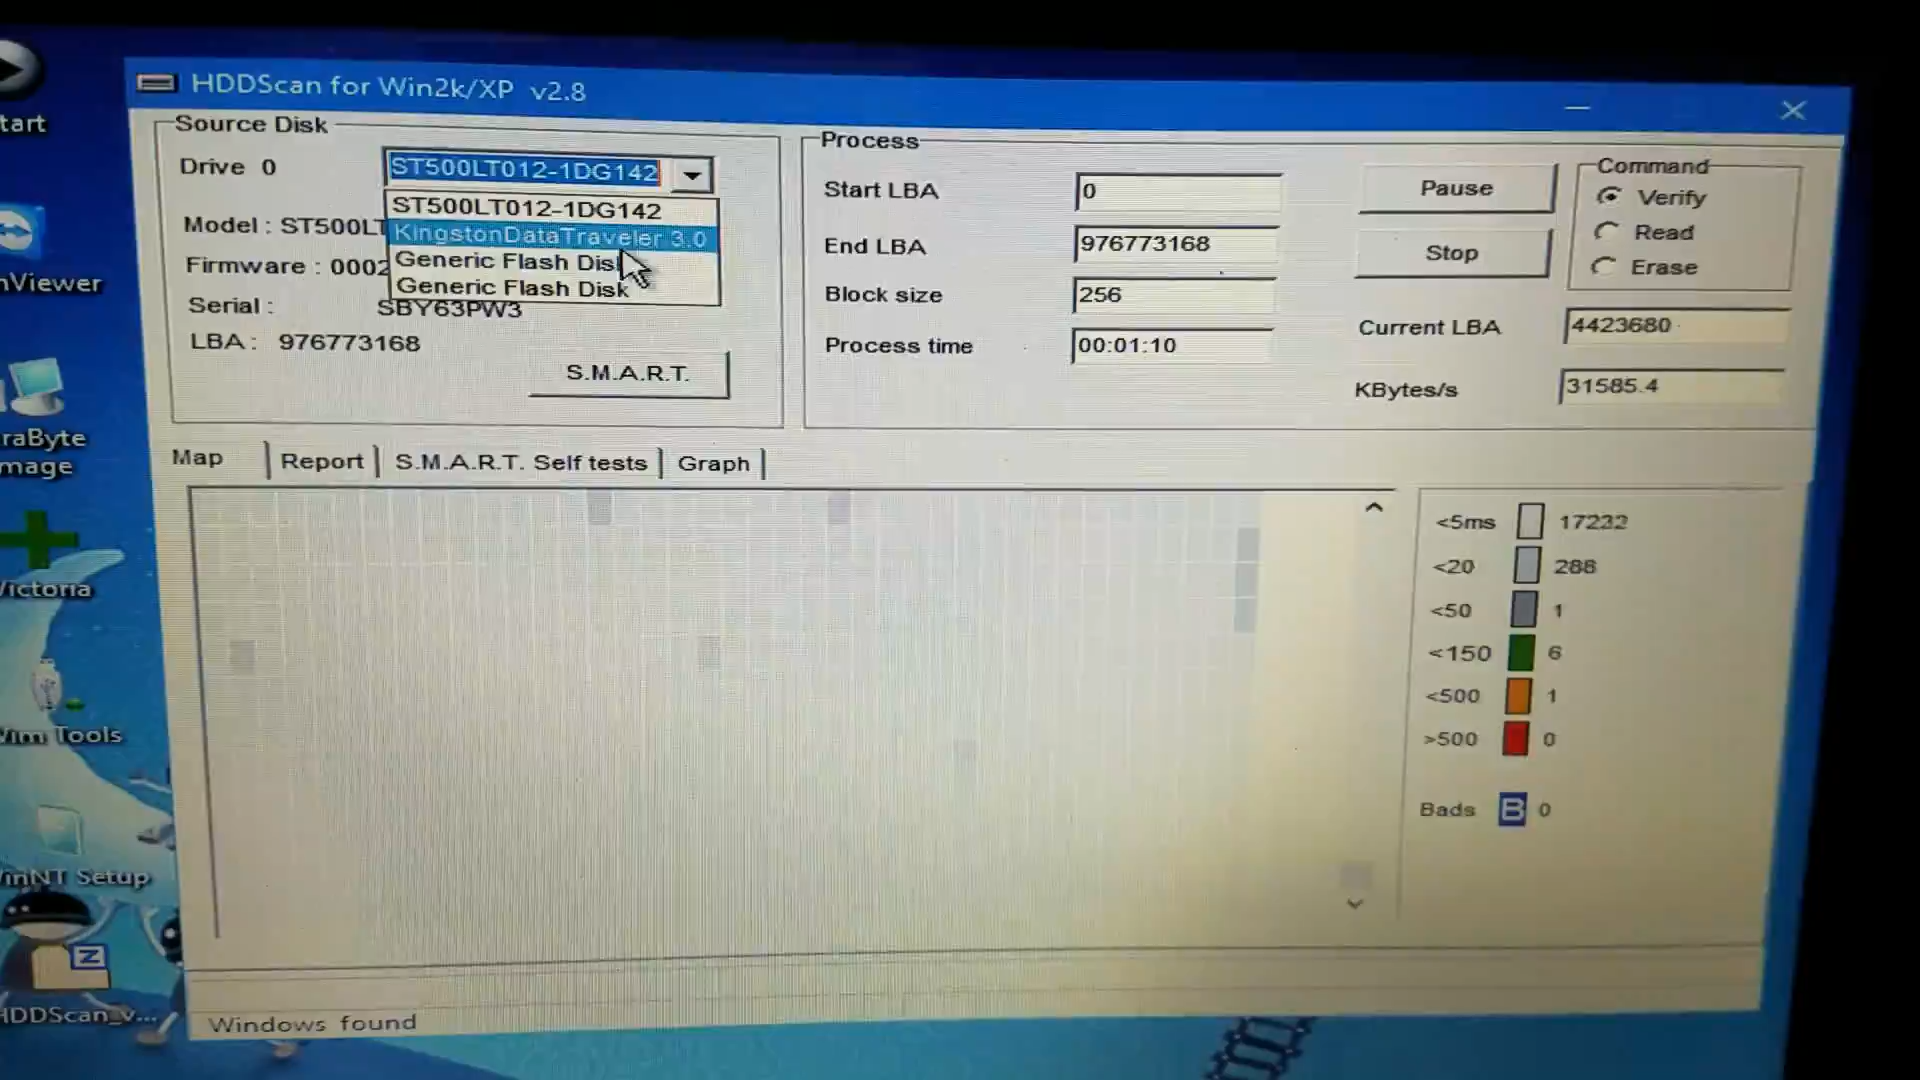 HDDScan for Win2k/XP v2.8
tart
nViewer
raByte
mage
Victoria
Wim Tools
WinNT Setup
HDDScan_v...
Source Disk
Drive 0
ST500LT012-1DG142
ST500LT012-1DG142
KingstonDataTraveler 3.0
Generic Flash Disk
Generic Flash Disk
Model : ST500LT
Firmware : 0002
Serial : SBY63PW3
LBA : 976773168
S.M.A.R.T.
Process
Start LBA 0
End LBA 976773168
Block size 256
Process time 00:01:10
Pause
Stop
Command
Verify
Read
Erase
Current LBA 4423680
KBytes/s 31585.4
Map Report S.M.A.R.T. Self tests Graph
<5ms 17232
<20 288
<50 1
<150 6
<500 1
>500 0
Bads B 0
Z
Windows found